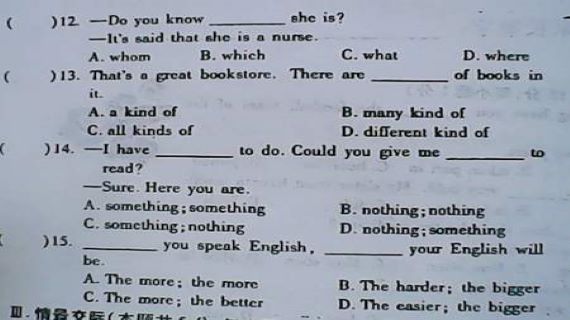 ( )12. —Do you know ________ she is?
—It's said that she is a nurse.
A. whom B. which C. what D. where
( )13. That's a great bookstore. There are ________ of books in
it.
A. a kind of B. many kind of
C. all kinds of D. different kind of
( )14. —I have ________ to do. Could you give me ________ to
read?
—Sure. Here you are.
A. something; something B. nothing; nothing
C. something; nothing D. nothing; something
( )15. ________ you speak English, ________ your English will
be.
A. The more; the more B. The harder; the bigger
C. The more; the better D. The easier; the bigger
Ⅲ. 情景交际(本题共